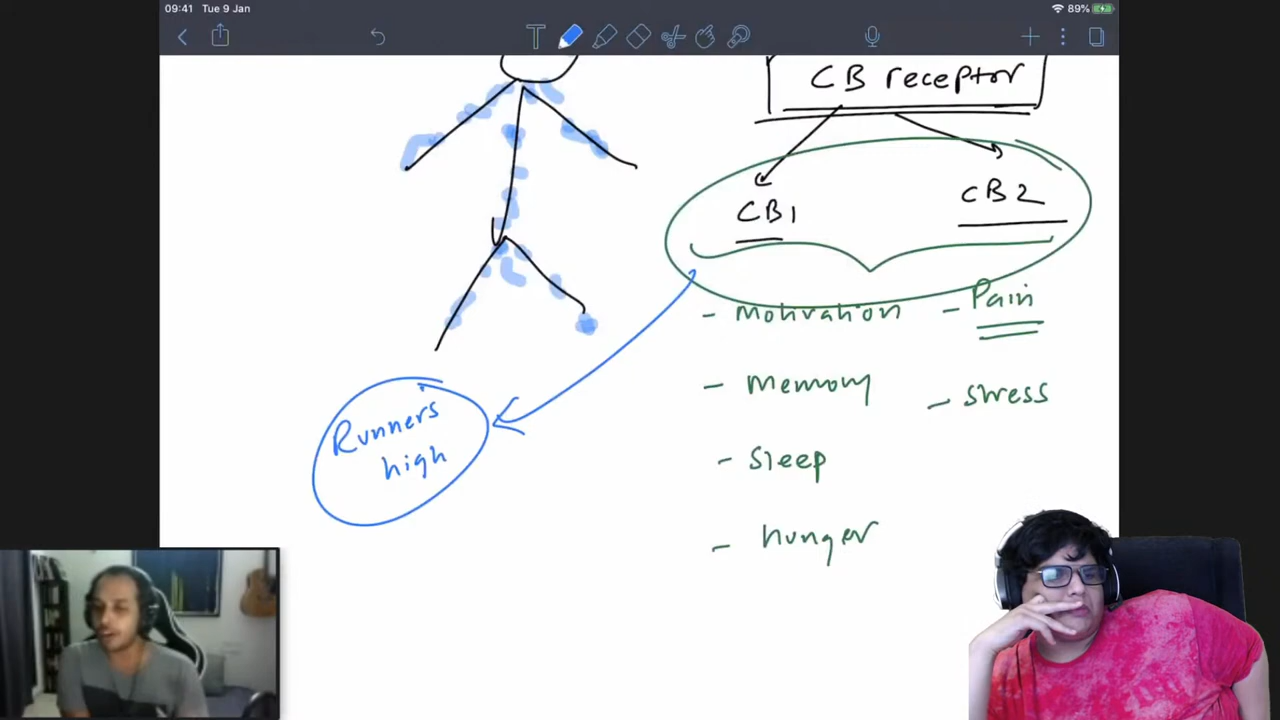 09:41 Tue 9 Jan
89%
T
CB receptor
CB1
CB2
- Motivation
- Pain
- Memory
- Stress
- Sleep
- hunger
Runners
high